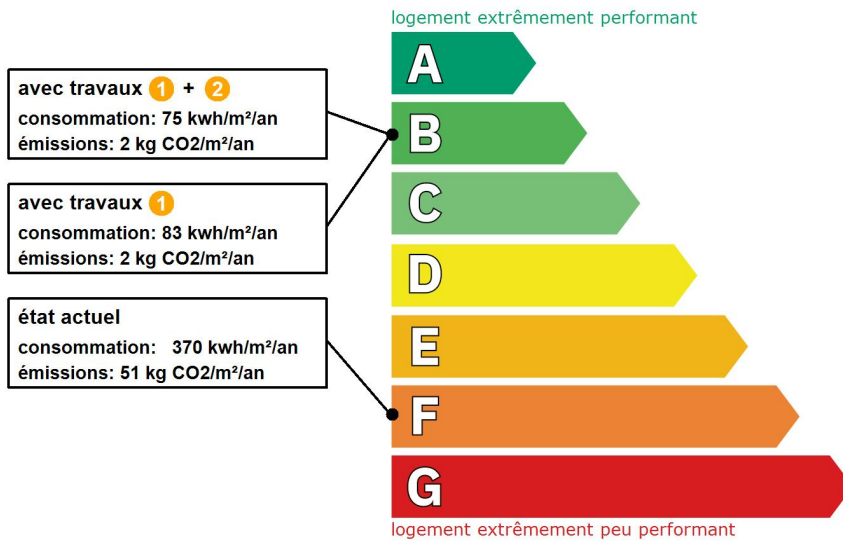 logement extrêmement performant
avec travaux 1 + 2
consommation: 75 kwh/m²/an
émissions: 2 kg CO2/m²/an
avec travaux 1
consommation: 83 kwh/m²/an
émissions: 2 kg CO2/m²/an
état actuel
consommation: 370 kwh/m²/an
émissions: 51 kg CO2/m²/an
A
B
C
D
E
F
G
logement extrêmement peu performant